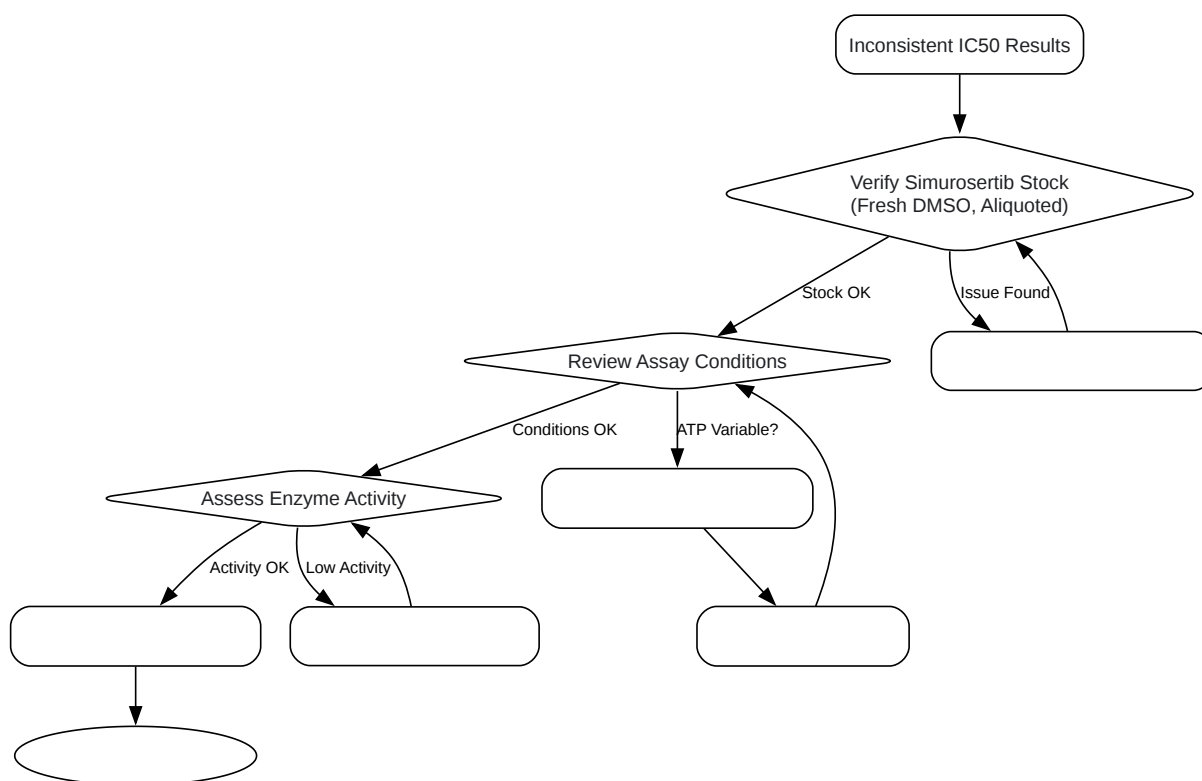 Inconsistent IC50 Results
Verify Simurosertib Stock
(Fresh DMSO, Aliquoted)
Stock OK
Issue Found
Review Assay Conditions
Conditions OK
ATP Variable?
Assess Enzyme Activity
Activity OK
Low Activity